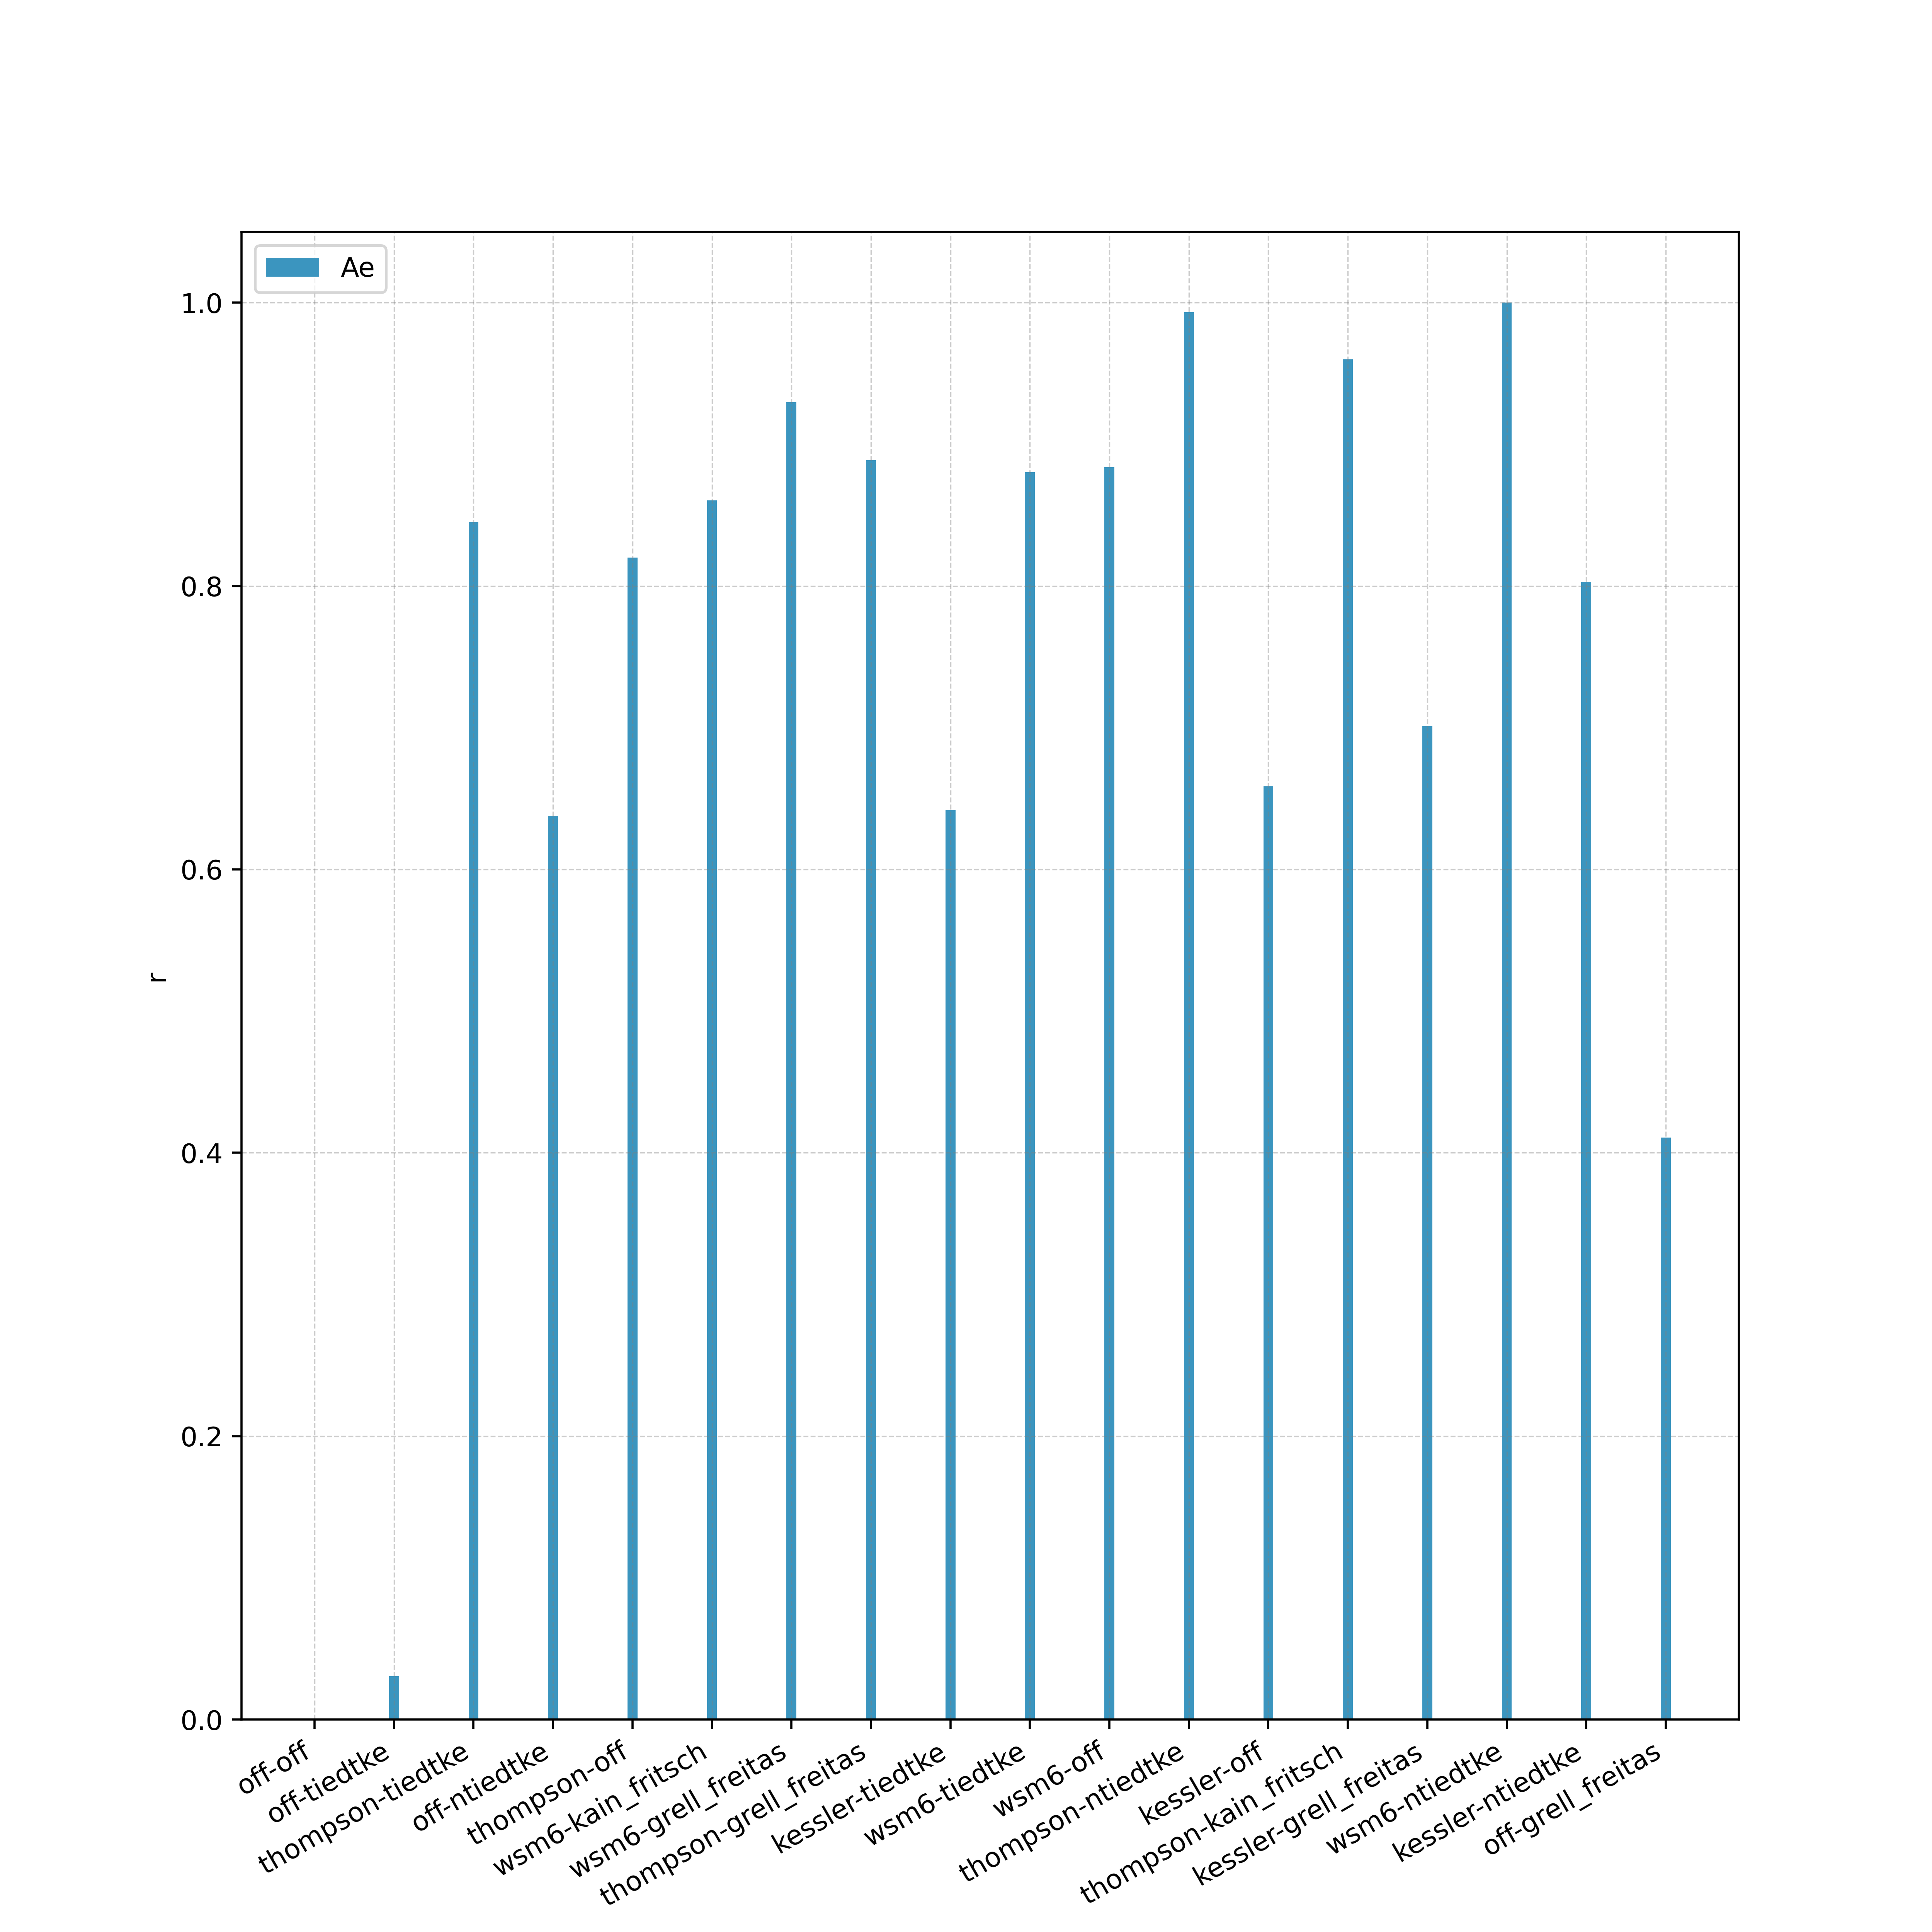 Ae
1.0
0.8
0.6
0.4
0.2
0.0
r
off-off
off-tiedtke
thompson-tiedtke
off-ntiedtke
thompson-off
wsm6-kain_fritsch
wsm6-grell_freitas
thompson-grell_freitas
kessler-tiedtke
wsm6-tiedtke
wsm6-off
thompson-ntiedtke
kessler-off
thompson-kain_fritsch
kessler-grell_freitas
wsm6-ntiedtke
kessler-ntiedtke
off-grell_freitas